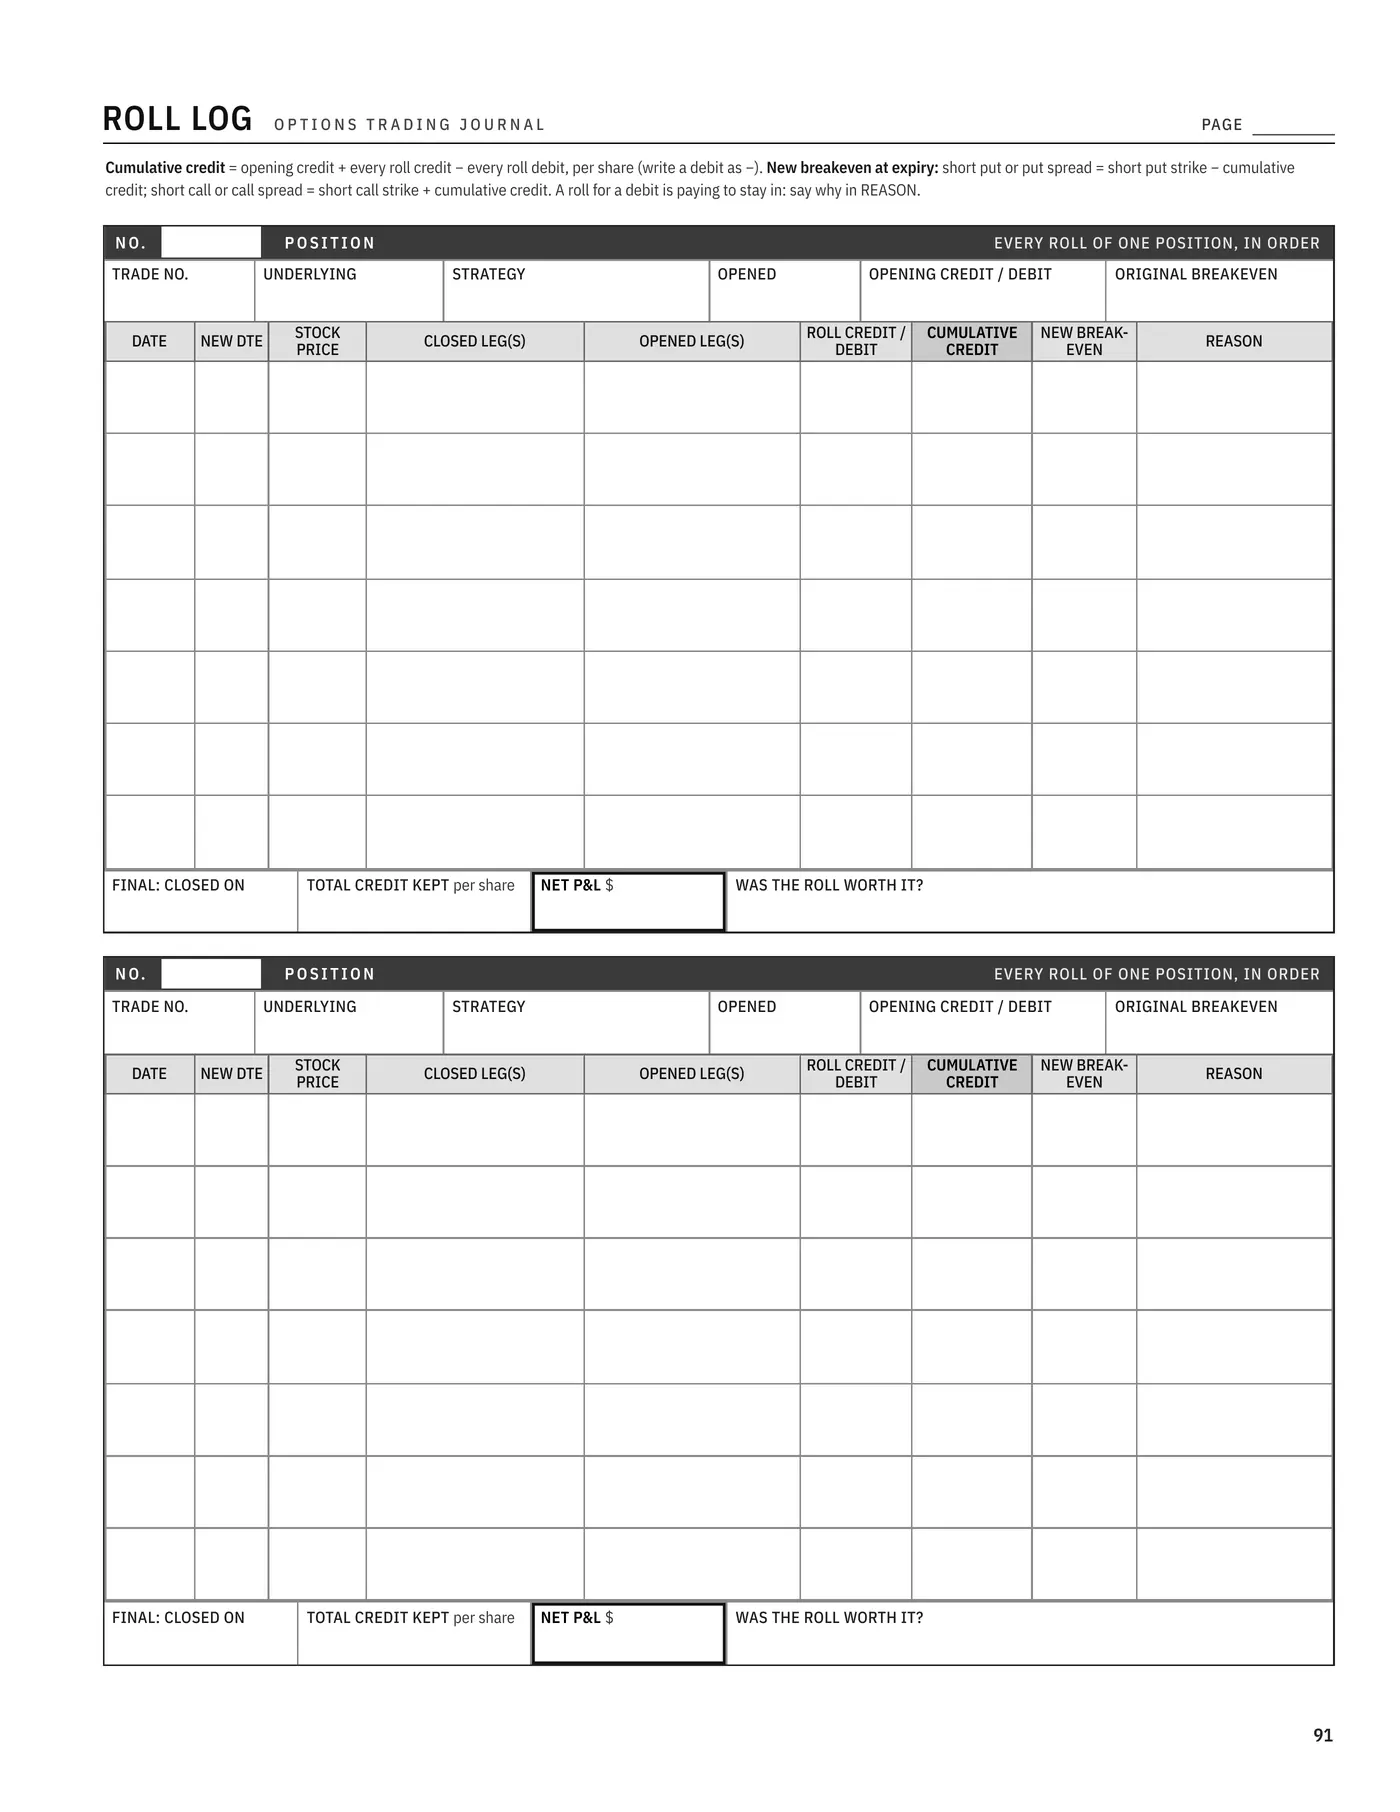 ROLL LOG OPTIONS TRADING JOURNAL PAGE
Cumulative credit = opening credit + every roll credit – every roll debit, per share (write a debit as –). New breakeven at expiry: short put or put spread = short put strike – cumulative
credit; short call or call spread = short call strike + cumulative credit. A roll for a debit is paying to stay in: say why in REASON.
NO. POSITION EVERY ROLL OF ONE POSITION, IN ORDER
TRADE NO. UNDERLYING STRATEGY OPENED OPENING CREDIT / DEBIT ORIGINAL BREAKEVEN
DATE NEW DTE STOCK PRICE CLOSED LEG(S) OPENED LEG(S) ROLL CREDIT / DEBIT CUMULATIVE CREDIT NEW BREAK-EVEN REASON
FINAL: CLOSED ON TOTAL CREDIT KEPT per share NET P&L $ WAS THE ROLL WORTH IT?
NO. POSITION EVERY ROLL OF ONE POSITION, IN ORDER
TRADE NO. UNDERLYING STRATEGY OPENED OPENING CREDIT / DEBIT ORIGINAL BREAKEVEN
DATE NEW DTE STOCK PRICE CLOSED LEG(S) OPENED LEG(S) ROLL CREDIT / DEBIT CUMULATIVE CREDIT NEW BREAK-EVEN REASON
FINAL: CLOSED ON TOTAL CREDIT KEPT per share NET P&L $ WAS THE ROLL WORTH IT?
91